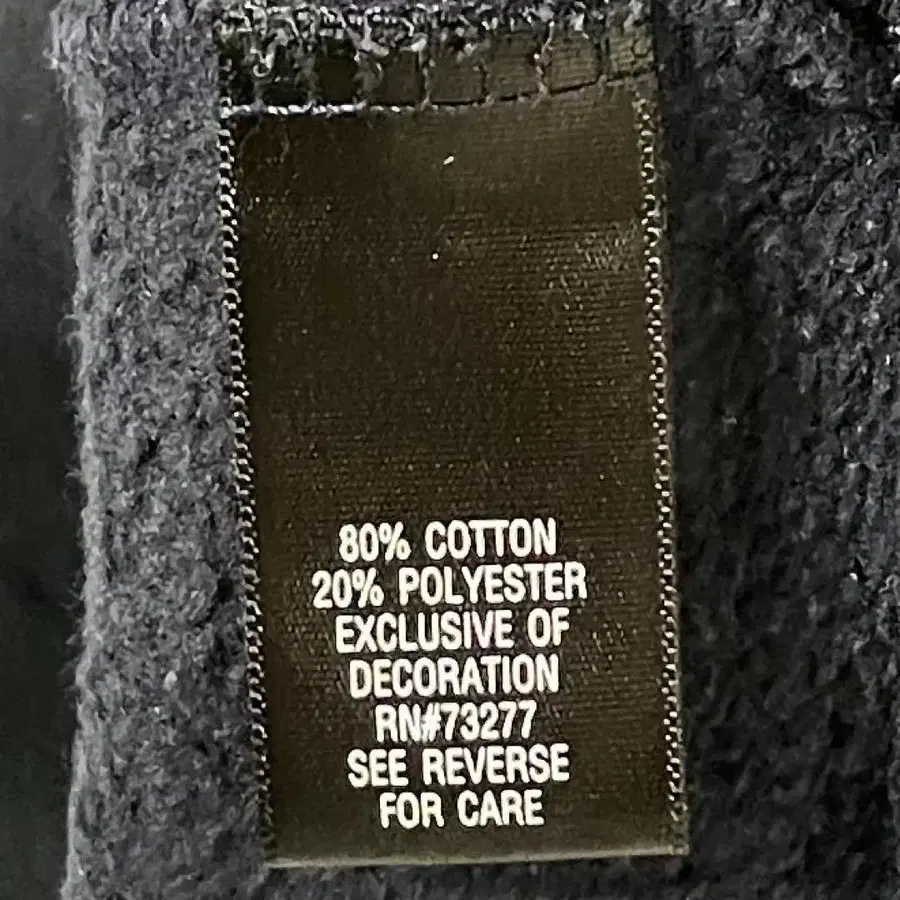 80% COTTON
20% POLYESTER
EXCLUSIVE OF
DECORATION
RN#73277
SEE REVERSE
FOR CARE